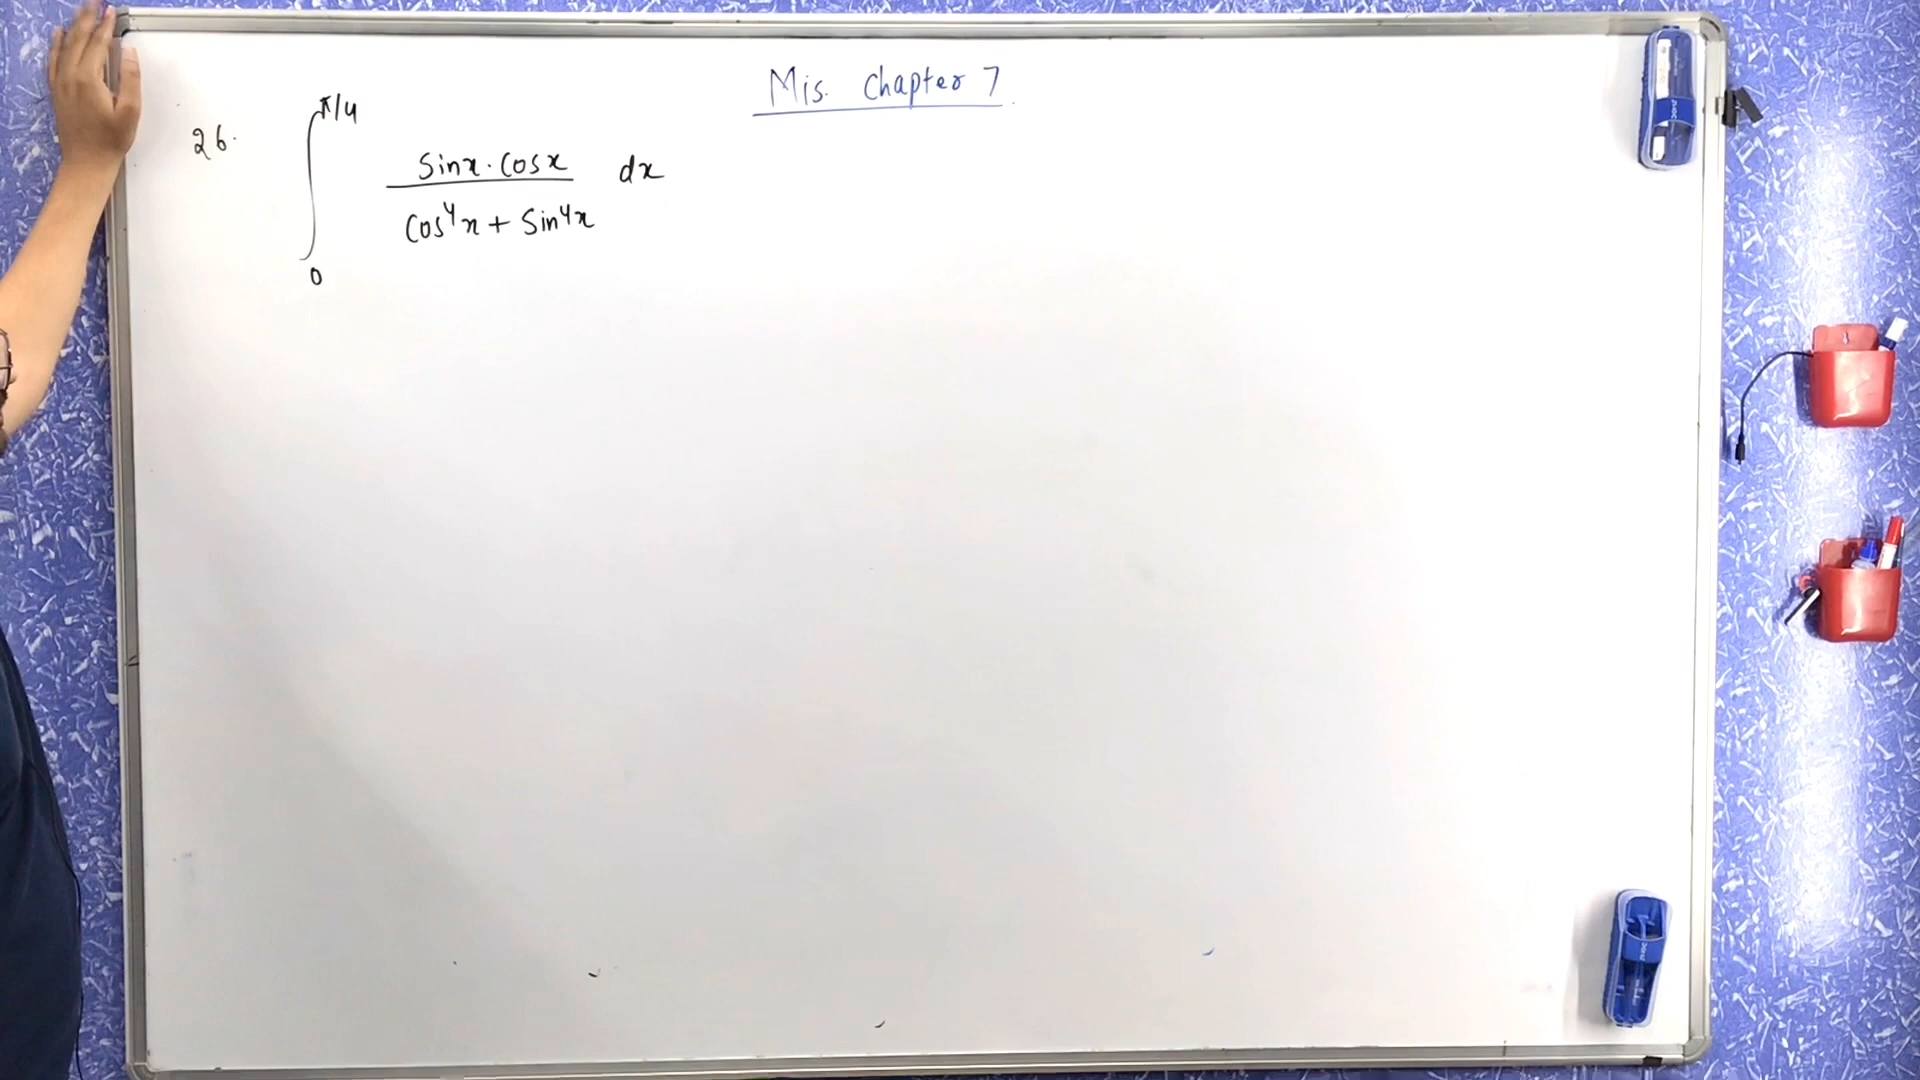 Mis. Chapter 7
26. ∫₀^π/4 Sinx·Cosx / (Cos⁴x + Sin⁴x) dx